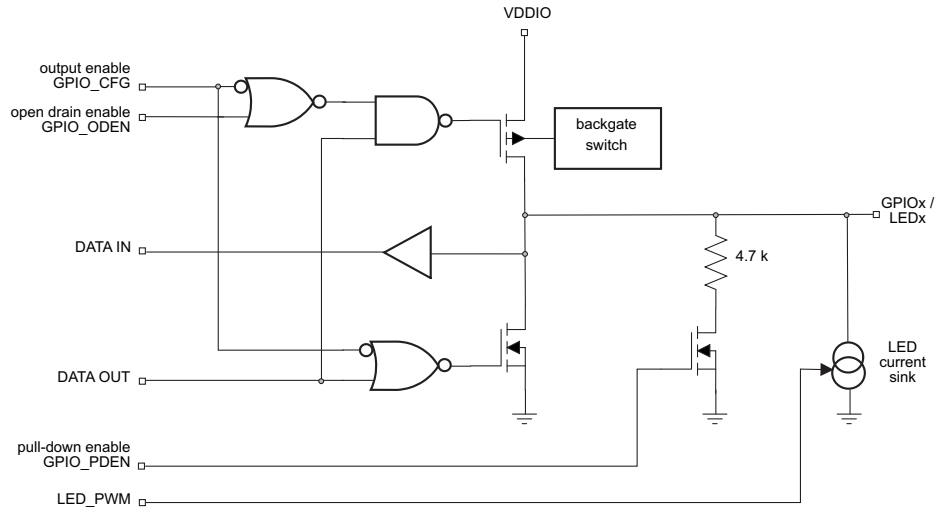 VDDIO
output enable
GPIO_CFG
open drain enable
GPIO_ODEN
backgate
switch
GPIOx /
LEDx
DATA IN
4.7 k
LED
current
sink
DATA OUT
pull-down enable
GPIO_PDEN
LED_PWM